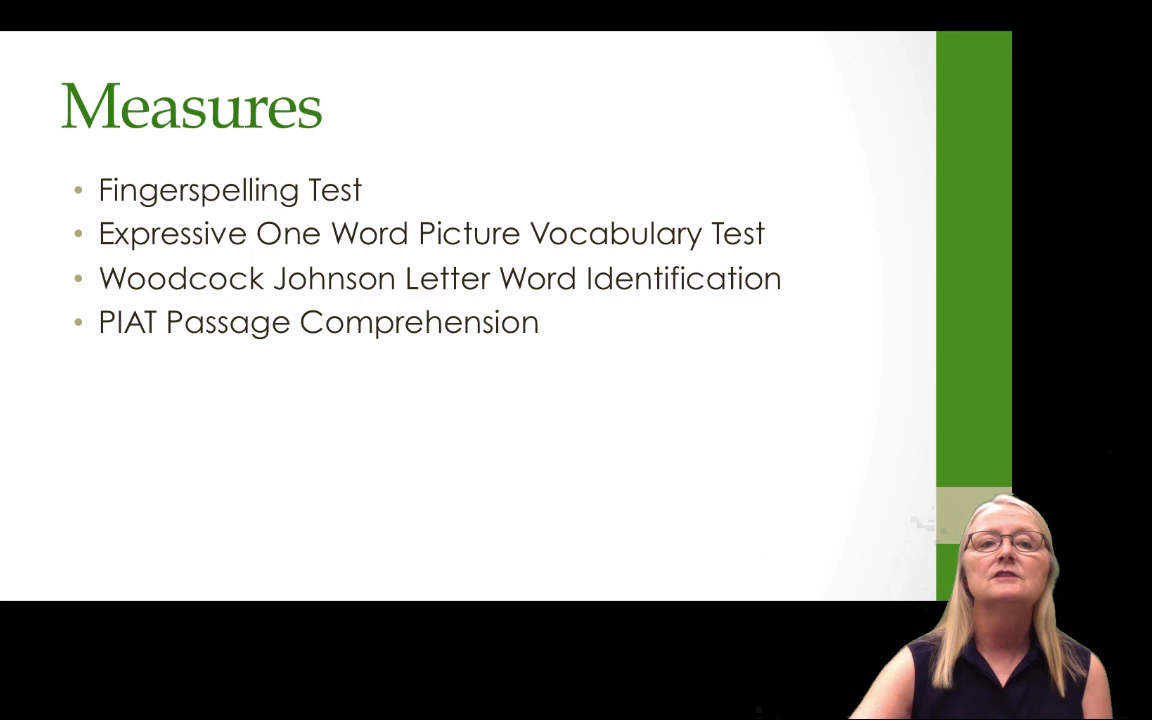 Measures
• Fingerspelling Test
• Expressive One Word Picture Vocabulary Test
• Woodcock Johnson Letter Word Identification
• PIAT Passage Comprehension